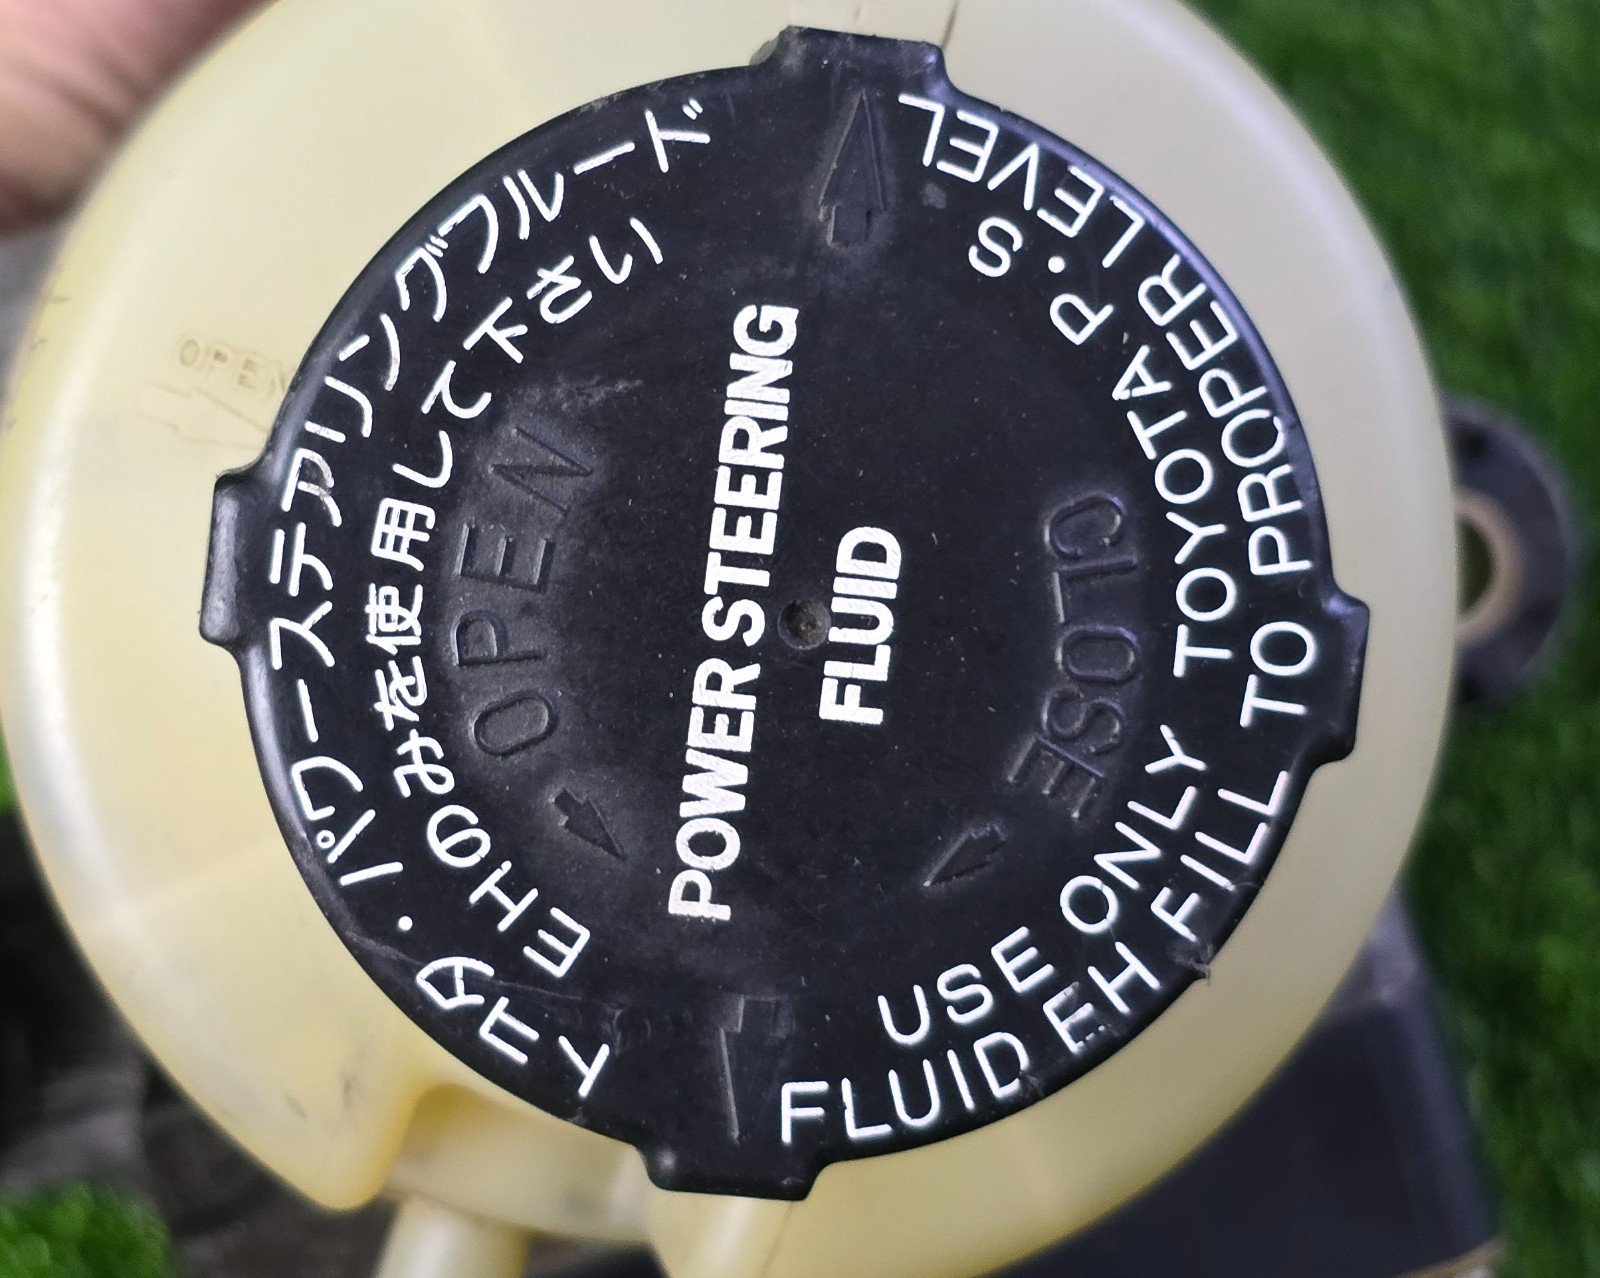 トヨタ・パワーステアリングフルード
EHのみを使用して下さい
OPEN
POWER STEERING
FLUID
CLOSE
USE ONLY TOYOTA P.S
FLUID EH FILL TO PROPER LEVEL
P. S LEVEL
OPEN